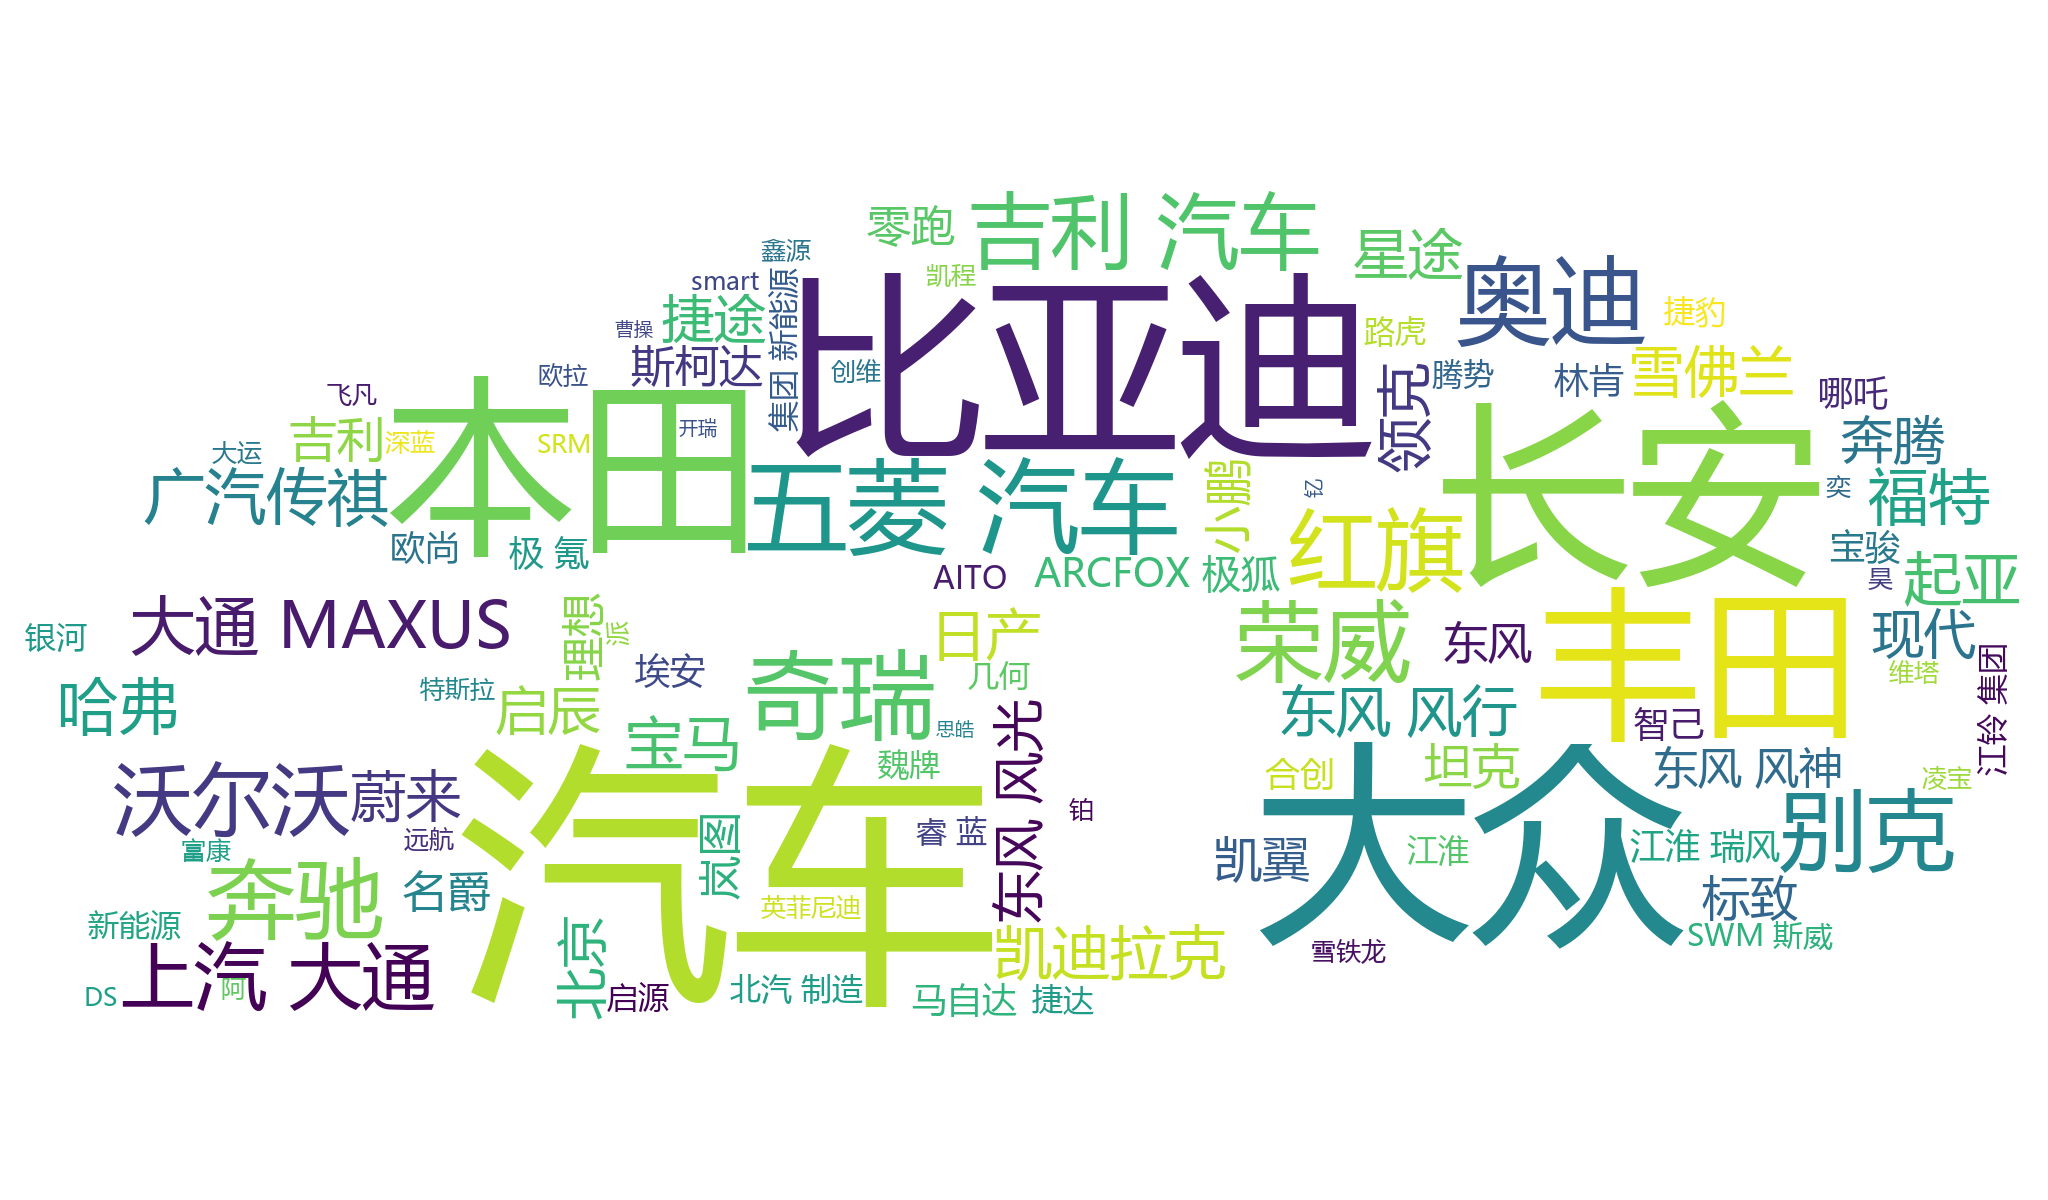 零跑
吉利 汽车
星途
鑫源
凯程
奥迪
smart
集团 新能源
比亚迪
捷途
捷豹
曹操
路虎
斯柯达
雪佛兰
欧拉
创维
腾势
林肯
飞凡
领克
哪吒
本田
长安
吉利
深蓝
SRM
开瑞
奔腾
大运
五菱 汽车
小鹏
钇
奕
广汽传祺
红旗
福特
欧尚
极 氪
宝骏
AITO
ARCFOX 极狐
昊
起亚
银河
大通 MAXUS
理想
派
日产
荣威
东风
丰田
现代
埃安
几何
维塔
江铃 集团
特斯拉
哈弗
启辰
奇瑞
东风 风行
智己
宝马
思皓
东风 风光
魏牌
合创
坦克
东风 风神
凌宝
沃尔沃
蔚来
汽车
铂
大众
远航
岚图
睿 蓝
别克
富康
凯翼
江淮
江淮 瑞风
奔驰
名爵
标致
英菲尼迪
新能源
北京
凯迪拉克
SWM 斯威
雪铁龙
上汽 大通
阿
DS
启源
北汽 制造
马自达
捷达